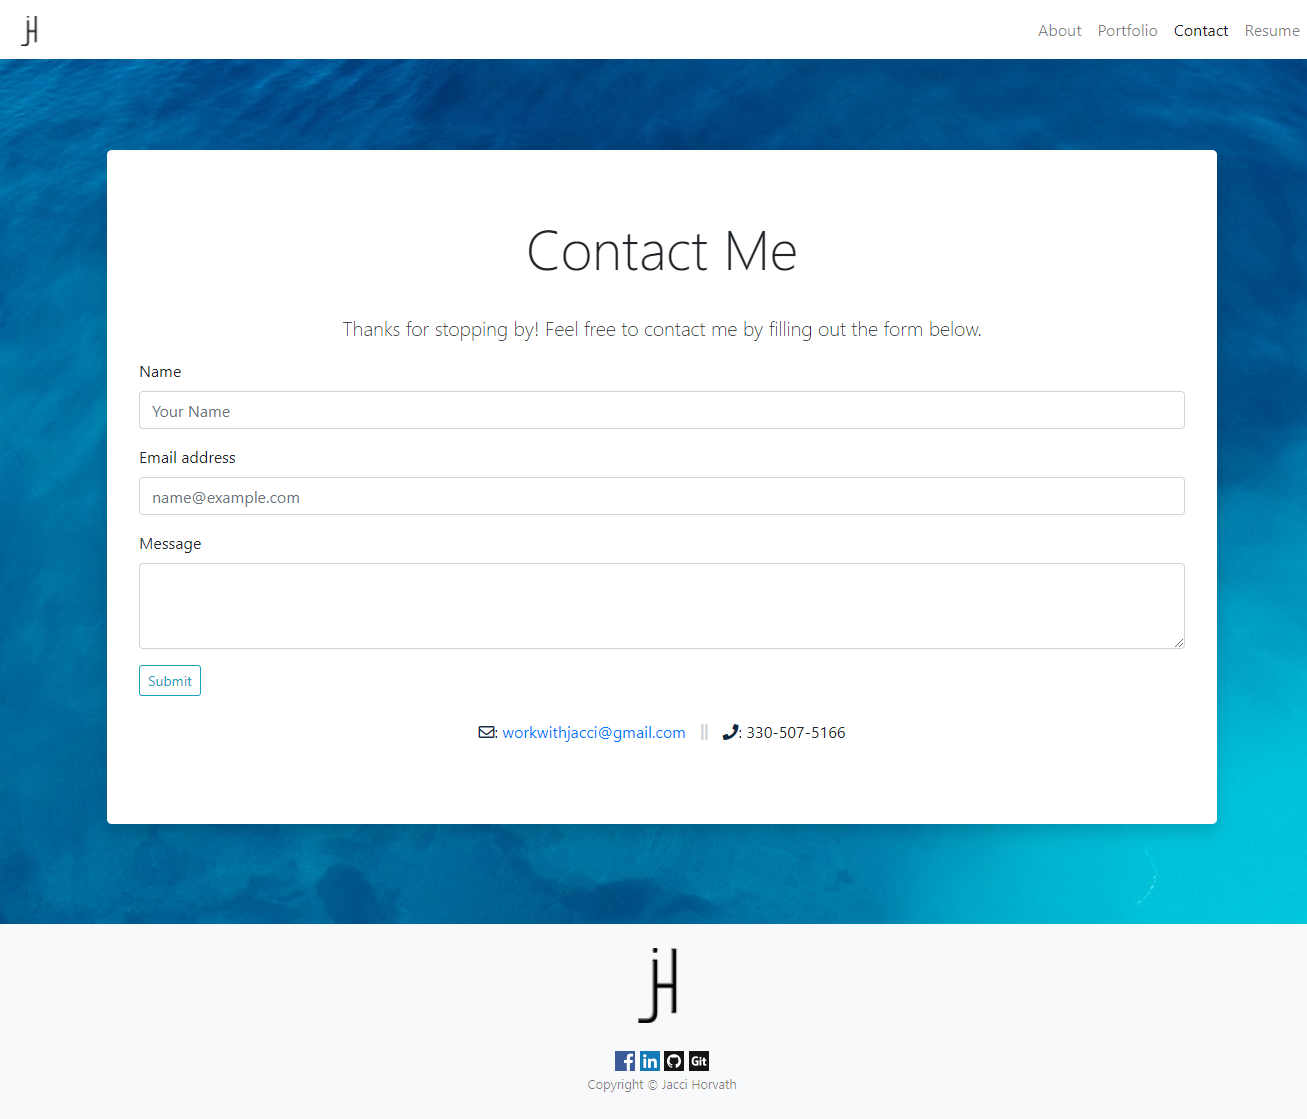 jH
About Portfolio Contact Resume
Contact Me
Thanks for stopping by! Feel free to contact me by filling out the form below.
Name
Your Name
Email address
name@example.com
Message
Submit
: workwithjacci@gmail.com || : 330-507-5166
jH
f in Git
Copyright © Jacci Horvath